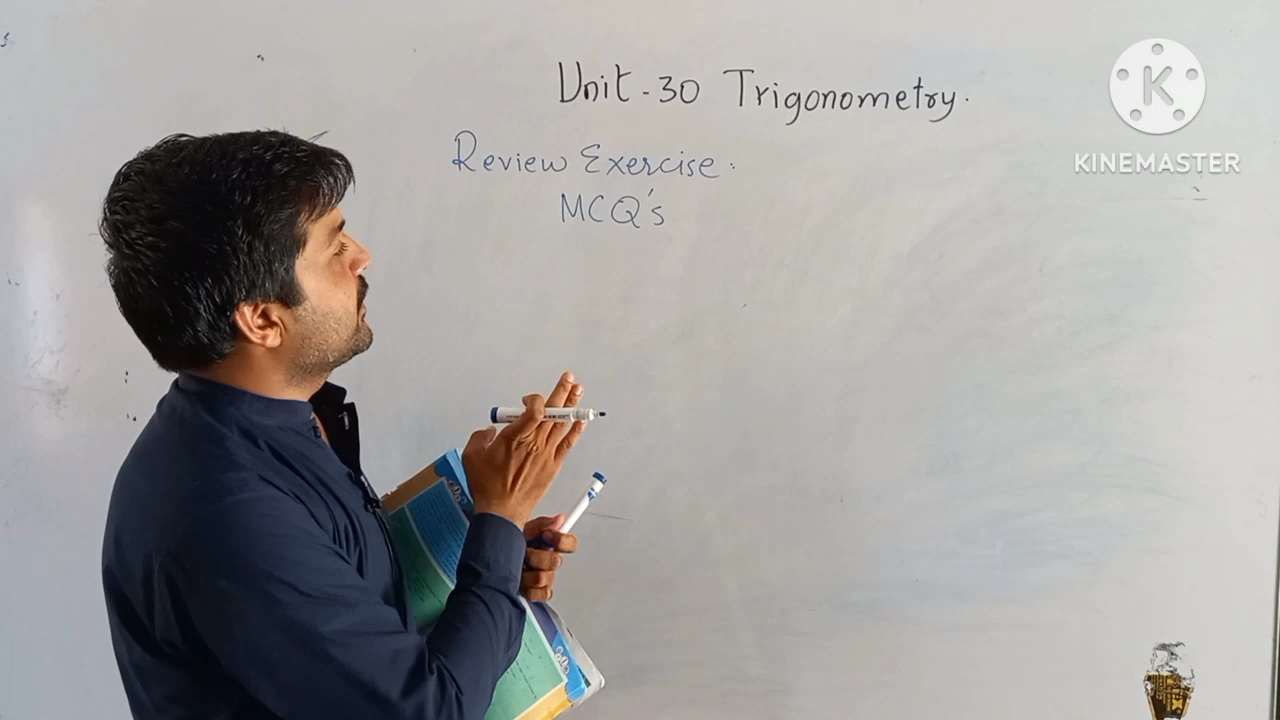 Unit - 30 Trigonometry.
Review Exercise:
MCQ's
K
KINEMASTER